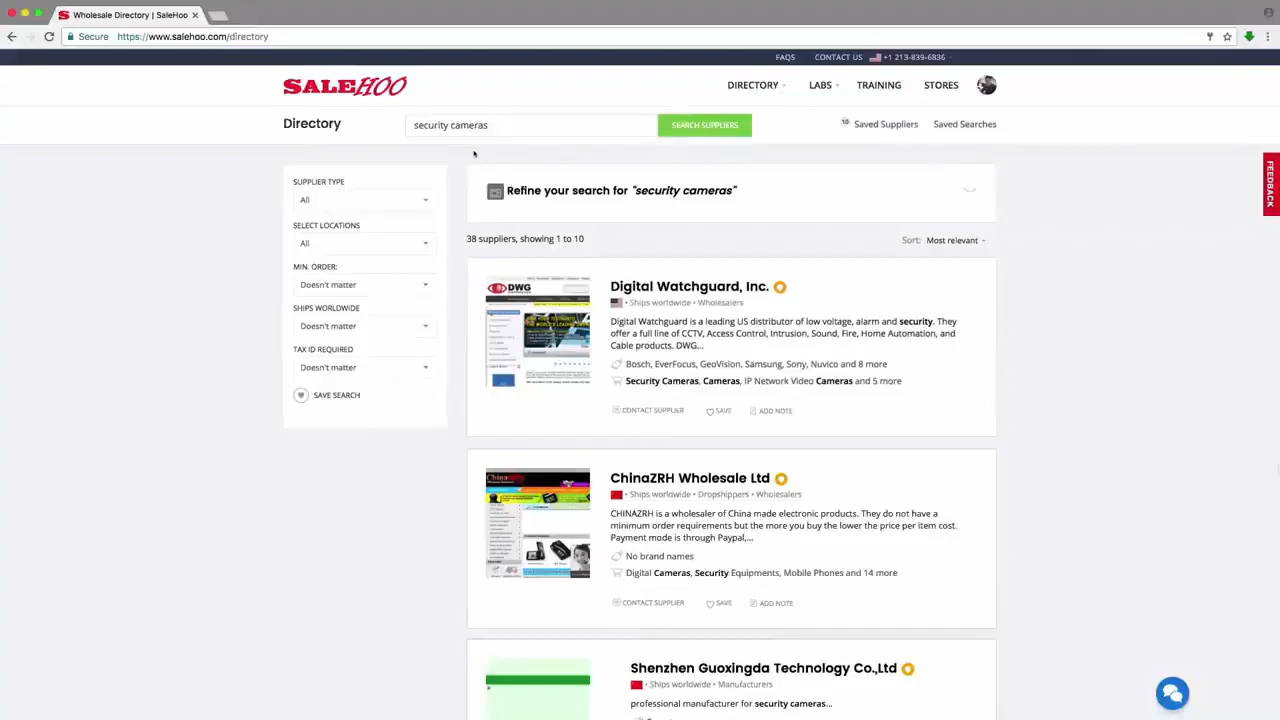 Wholesale Directory | SaleHoo
Secure https://www.salehoo.com/directory
FAQS CONTACT US +1 213-839-6836
SALEHOO
DIRECTORY LABS TRAINING STORES
Directory
security cameras
SEARCH SUPPLIERS
10 Saved Suppliers Saved Searches
FEEDBACK
SUPPLIER TYPE
All
SELECT LOCATIONS
All
MIN. ORDER:
Doesn't matter
SHIPS WORLDWIDE
Doesn't matter
TAX ID REQUIRED
Doesn't matter
SAVE SEARCH
Refine your search for "security cameras"
38 suppliers, showing 1 to 10
Sort: Most relevant
DWG
Digital Watchguard, Inc.
• Ships worldwide • Wholesalers
Digital Watchguard is a leading US distributor of low voltage, alarm and security. They
offer a full line of CCTV, Access Control, Intrusion, Sound, Fire, Home Automation, and
Cable products. DWG...
Bosch, EverFocus, GeoVision, Samsung, Sony, Nuvico and 8 more
Security Cameras, Cameras, IP Network Video Cameras and 5 more
CONTACT SUPPLIER SAVE ADD NOTE
ChinaZRH Wholesale Ltd
• Ships worldwide • Dropshippers • Wholesalers
CHINAZRH is a wholesaler of China made electronic products. They do not have a
minimum order requirements but the more you buy the lower the price per item cost.
Payment mode is through Paypal,...
No brand names
Digital Cameras, Security Equipments, Mobile Phones and 14 more
CONTACT SUPPLIER SAVE ADD NOTE
Shenzhen Guoxingda Technology Co.,Ltd
• Ships worldwide • Manufacturers
professional manufacturer for security cameras...